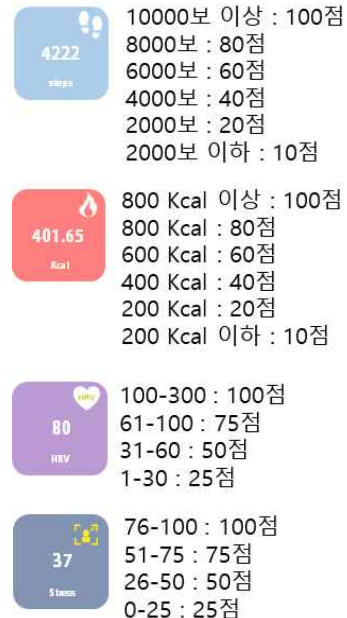 4222
steps
10000보 이상 : 100점
8000보 : 80점
6000보 : 60점
4000보 : 40점
2000보 : 20점
2000보 이하 : 10점
401.65
Kcal
800 Kcal 이상 : 100점
800 Kcal : 80점
600 Kcal : 60점
400 Kcal : 40점
200 Kcal : 20점
200 Kcal 이하 : 10점
HRV
80
HRV
100-300 : 100점
61-100 : 75점
31-60 : 50점
1-30 : 25점
37
Stress
76-100 : 100점
51-75 : 75점
26-50 : 50점
0-25 : 25점